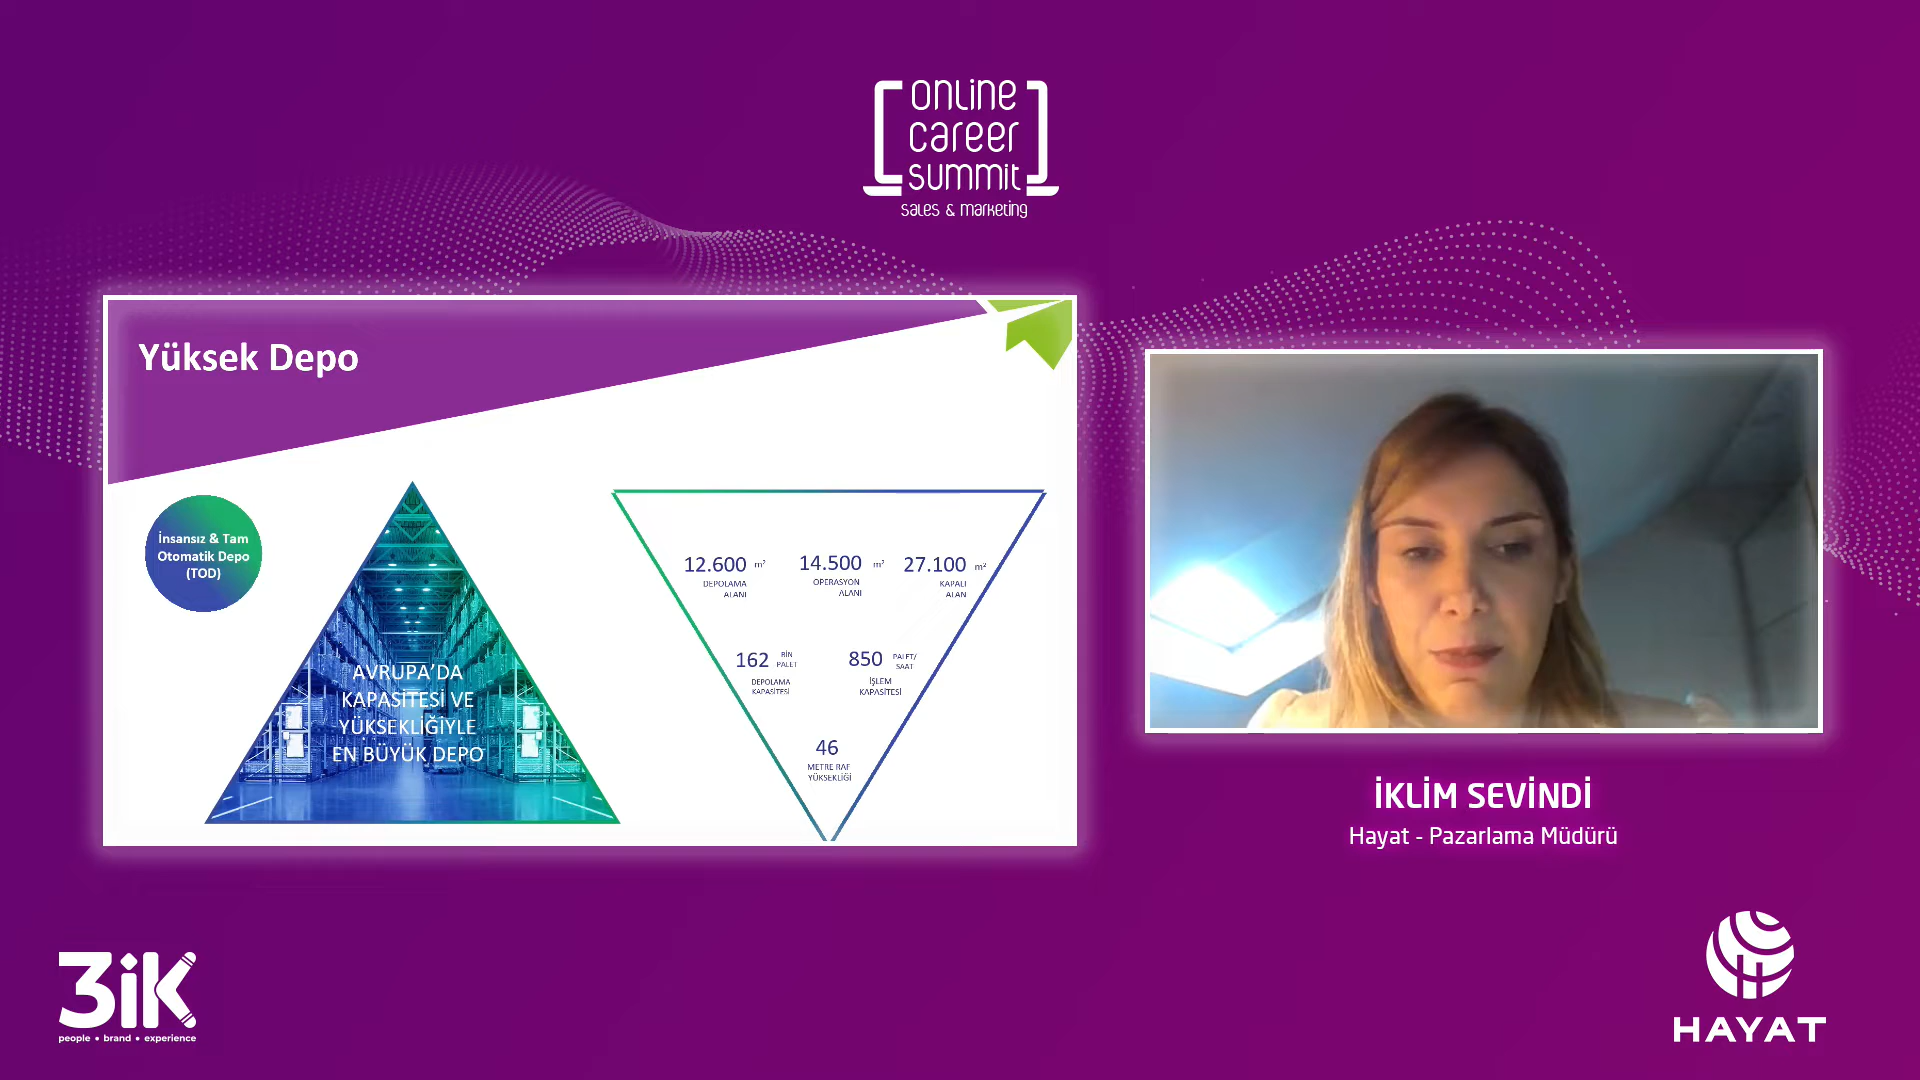 online
career
summit
sales & marketing
Yüksek Depo
İnsansız & Tam
Otomatik Depo
(TOD)
AVRUPA’DA
KAPASİTESİ VE
YÜKSEKLİĞİYLE
EN BÜYÜK DEPO
12.600 m²
DEPOLAMA
ALANI
14.500 m²
OPERASYON
ALANI
27.100 m²
KAPALI
ALAN
162 BİN
PALET
DEPOLAMA
KAPASİTESİ
850 PALET/
SAAT
İŞLEM
KAPASİTESİ
46
METRE RAF
YÜKSEKLİĞİ
İKLİM SEVİNDİ
Hayat - Pazarlama Müdürü
3iK
people • brand • experience
HAYAT